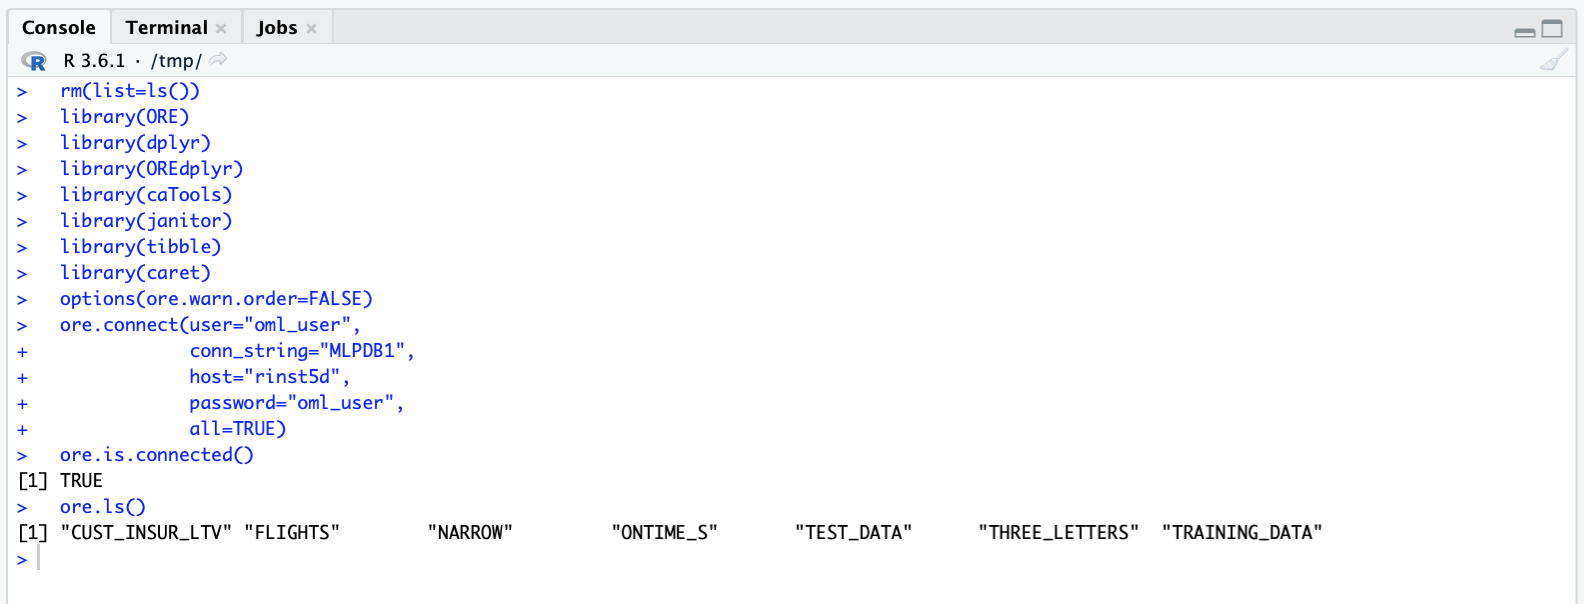 Console Terminal × Jobs ×
R R 3.6.1 · /tmp/
> rm(list=ls())
> library(ORE)
> library(dplyr)
> library(OREdplyr)
> library(caTools)
> library(janitor)
> library(tibble)
> library(caret)
> options(ore.warn.order=FALSE)
> ore.connect(user="oml_user",
+             conn_string="MLPDB1",
+             host="rinst5d",
+             password="oml_user",
+             all=TRUE)
> ore.is.connected()
[1] TRUE
> ore.ls()
[1] "CUST_INSUR_LTV" "FLIGHTS"        "NARROW"         "ONTIME_S"       "TEST_DATA"      "THREE_LETTERS"  "TRAINING_DATA"
>